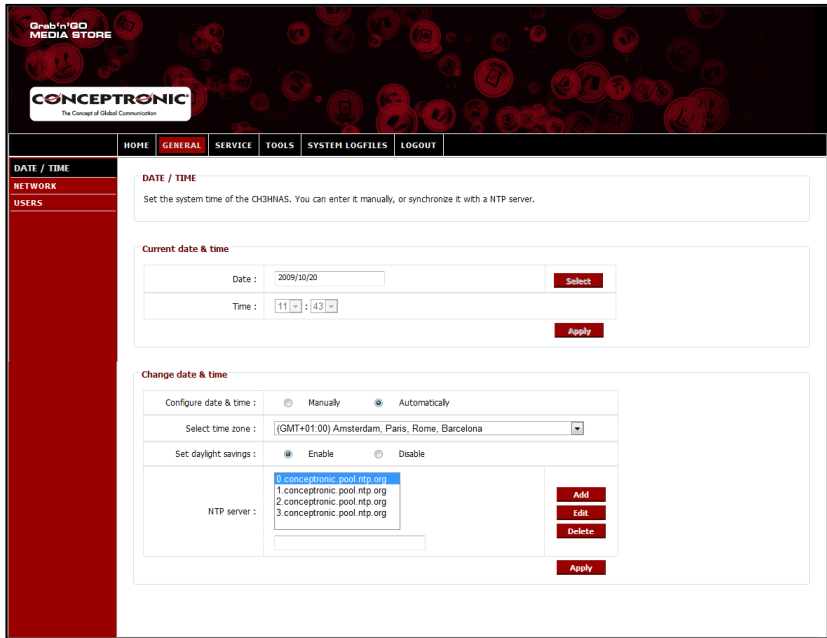 Grab'n'GO
MEDIA STORE
CONCEPTRONIC
The Concept of Global Communication
HOME GENERAL SERVICE TOOLS SYSTEM LOGFILES LOGOUT
DATE / TIME
NETWORK
USERS
DATE / TIME
Set the system time of the CH3HNAS. You can enter it manually, or synchronize it with a NTP server.
Current date & time
Date : 2009/10/20 Select
Time : 11 : 43
Apply
Change date & time
Configure date & time : Manually Automatically
Select time zone : (GMT+01:00) Amsterdam, Paris, Rome, Barcelona
Set daylight savings : Enable Disable
NTP server :
0.conceptronic.pool.ntp.org
1.conceptronic.pool.ntp.org
2.conceptronic.pool.ntp.org
3.conceptronic.pool.ntp.org
Add
Edit
Delete
Apply